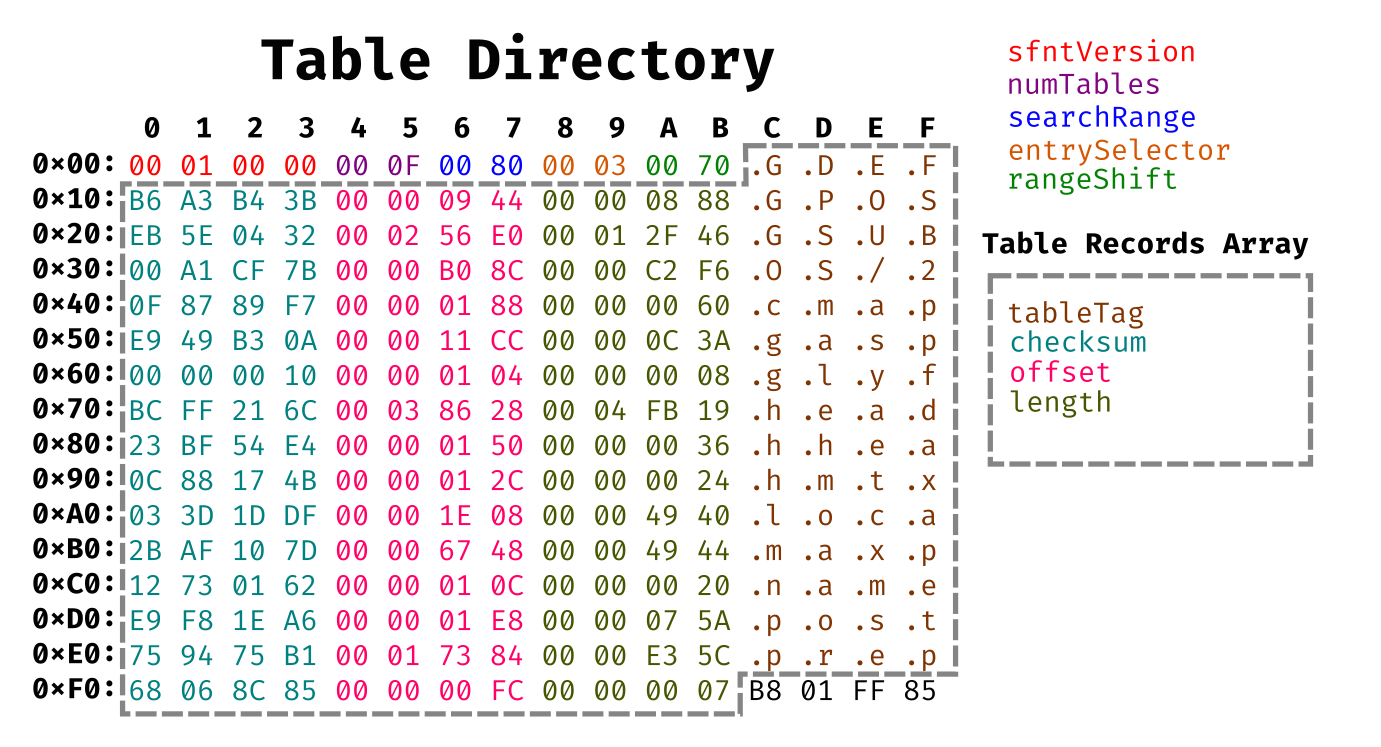 Table Directory
0 1 2 3 4 5 6 7 8 9 A B C D E F
0×00: 00 01 00 00 00 0F 00 80 00 03 00 70 .G .D .E .F
0×10: B6 A3 B4 3B 00 00 09 44 00 00 08 88 .G .P .O .S
0×20: EB 5E 04 32 00 02 56 E0 00 01 2F 46 .G .S .U .B
0×30: 00 A1 CF 7B 00 00 B0 8C 00 00 C2 F6 .O .S ./ .2
0×40: 0F 87 89 F7 00 00 01 88 00 00 00 60 .c .m .a .p
0×50: E9 49 B3 0A 00 00 11 CC 00 00 0C 3A .g .a .s .p
0×60: 00 00 00 10 00 00 01 04 00 00 00 08 .g .l .y .f
0×70: BC FF 21 6C 00 03 86 28 00 04 FB 19 .h .e .a .d
0×80: 23 BF 54 E4 00 00 01 50 00 00 00 36 .h .h .e .a
0×90: 0C 88 17 4B 00 00 01 2C 00 00 00 24 .h .m .t .x
0×A0: 03 3D 1D DF 00 00 1E 08 00 00 49 40 .l .o .c .a
0×B0: 2B AF 10 7D 00 00 67 48 00 00 49 44 .m .a .x .p
0×C0: 12 73 01 62 00 00 01 0C 00 00 00 20 .n .a .m .e
0×D0: E9 F8 1E A6 00 00 01 E8 00 00 07 5A .p .o .s .t
0×E0: 75 94 75 B1 00 01 73 84 00 00 E3 5C .p .r .e .p
0×F0: 68 06 8C 85 00 00 00 FC 00 00 00 07 B8 01 FF 85
sfntVersion
numTables
searchRange
entrySelector
rangeShift
Table Records Array
tableTag
checksum
offset
length